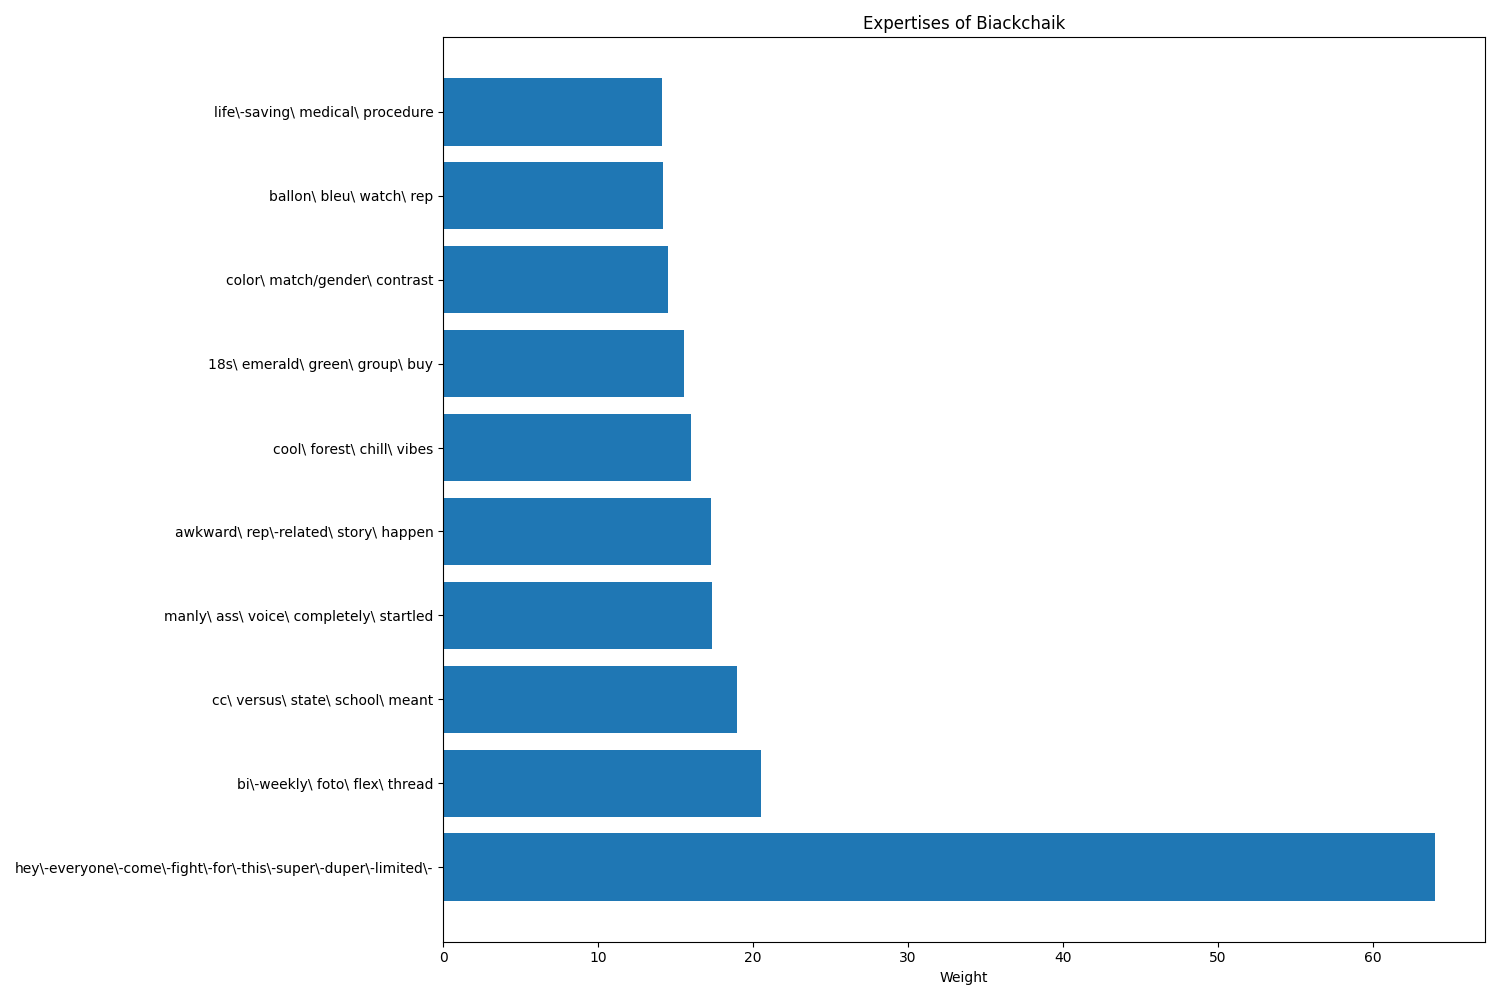 Expertises of Biackchaik
life\-saving\ medical\ procedure
ballon\ bleu\ watch\ rep
color\ match/gender\ contrast
18s\ emerald\ green\ group\ buy
cool\ forest\ chill\ vibes
awkward\ rep\-related\ story\ happen
manly\ ass\ voice\ completely\ startled
cc\ versus\ state\ school\ meant
bi\-weekly\ foto\ flex\ thread
hey\-everyone\-come\-fight\-for\-this\-super\-duper\-limited\-
0 10 20 30 40 50 60
Weight